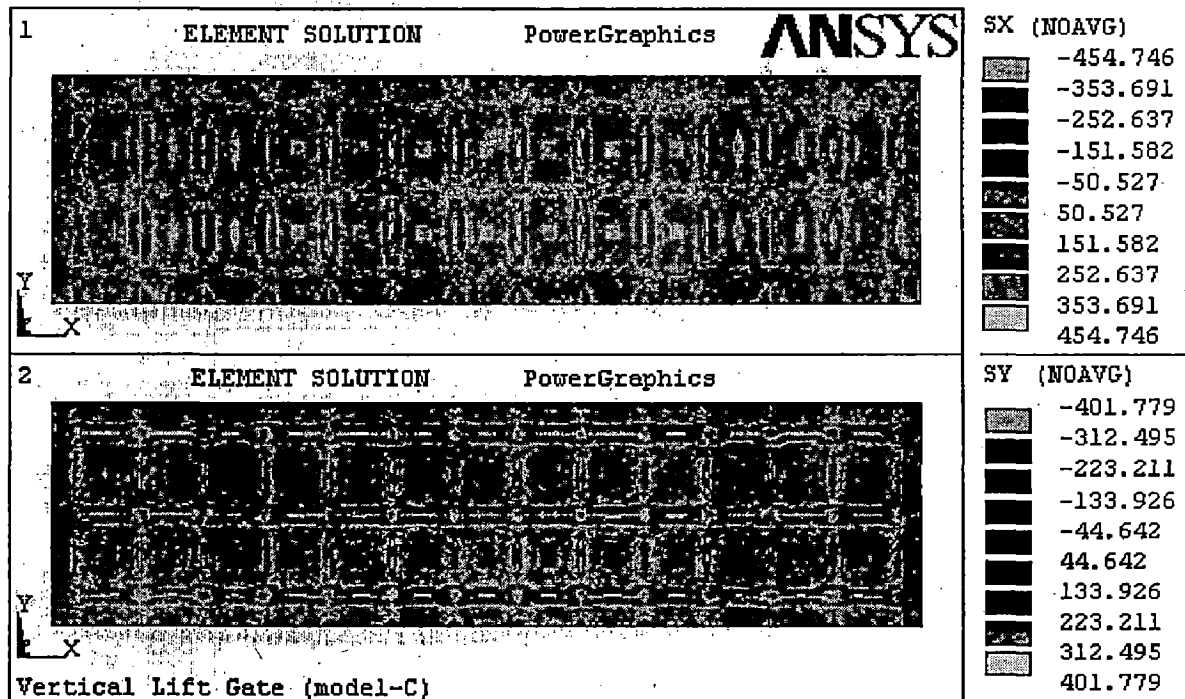 1 ELEMENT SOLUTION PowerGraphics ANSYS
Y
X
2 ELEMENT SOLUTION PowerGraphics
Y
X
Vertical Lift Gate (model-C)
SX (NOAVG)
-454.746
-353.691
-252.637
-151.582
-50.527
50.527
151.582
252.637
353.691
454.746
SY (NOAVG)
-401.779
-312.495
-223.211
-133.926
-44.642
44.642
133.926
223.211
312.495
401.779